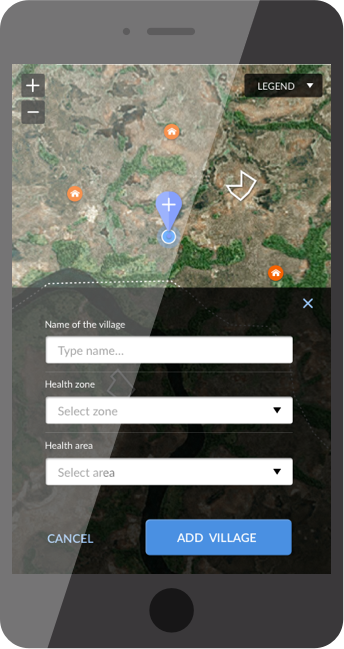 LEGEND
Name of the village
Type name...
Health zone
Select zone
Health area
Select area
CANCEL
ADD VILLAGE